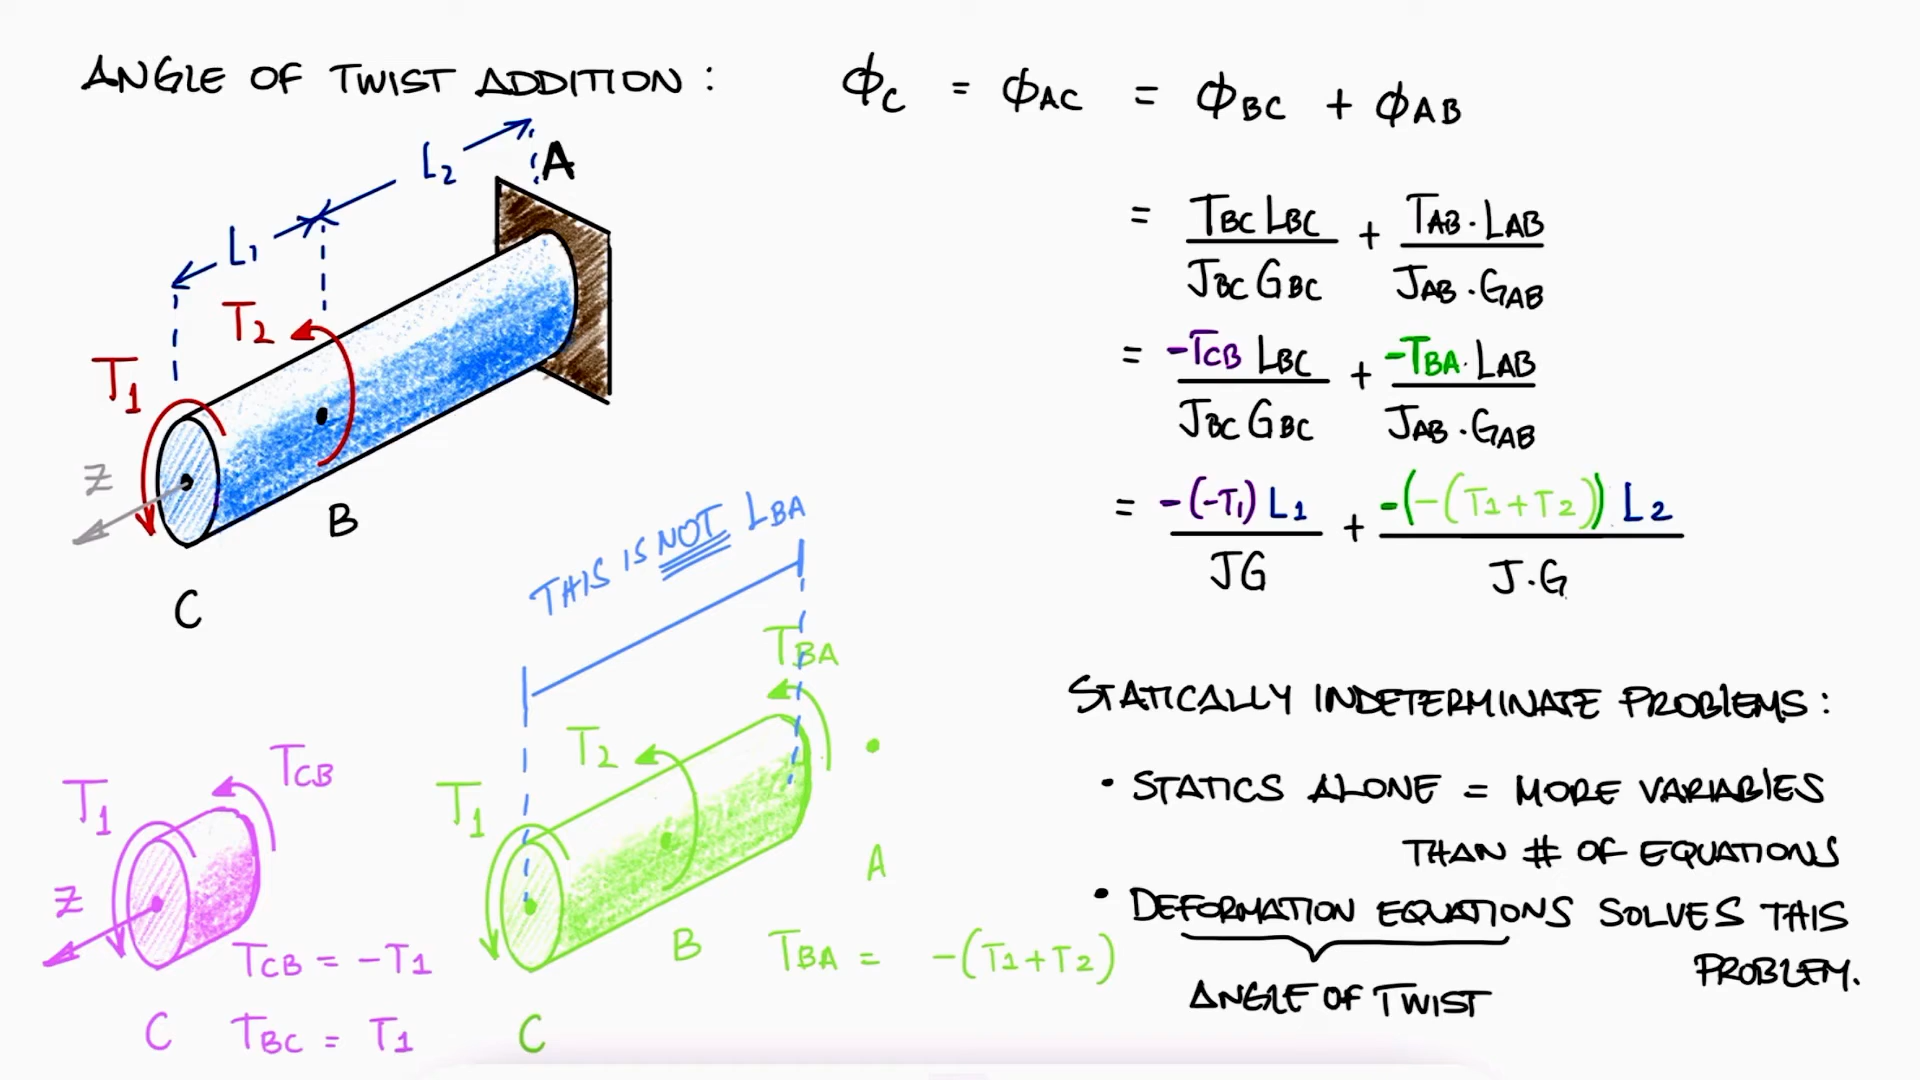 ANGLE OF TWIST ADDITION :
ϕC = ϕAC = ϕBC + ϕAB
L2
A
L1
T2
T1
Z
B
C
= TBC LBC / JBC GBC + TAB · LAB / JAB · GAB
= -TCB LBC / JBC GBC + -TBA · LAB / JAB · GAB
= -(-T1) L1 / JG + -(-(T1+T2)) L2 / J·G
THIS IS NOT LBA
T1
TCB
Z
TCB = -T1
C
TBC = T1
T1
T2
TBA
A
B
TBA = -(T1+T2)
C
STATICALLY INDETERMINATE PROBLEMS :
• STATICS ALONE = MORE VARIABLES
THAN # OF EQUATIONS
• DEFORMATION EQUATIONS SOLVES THIS
PROBLEM.
ANGLE OF TWIST